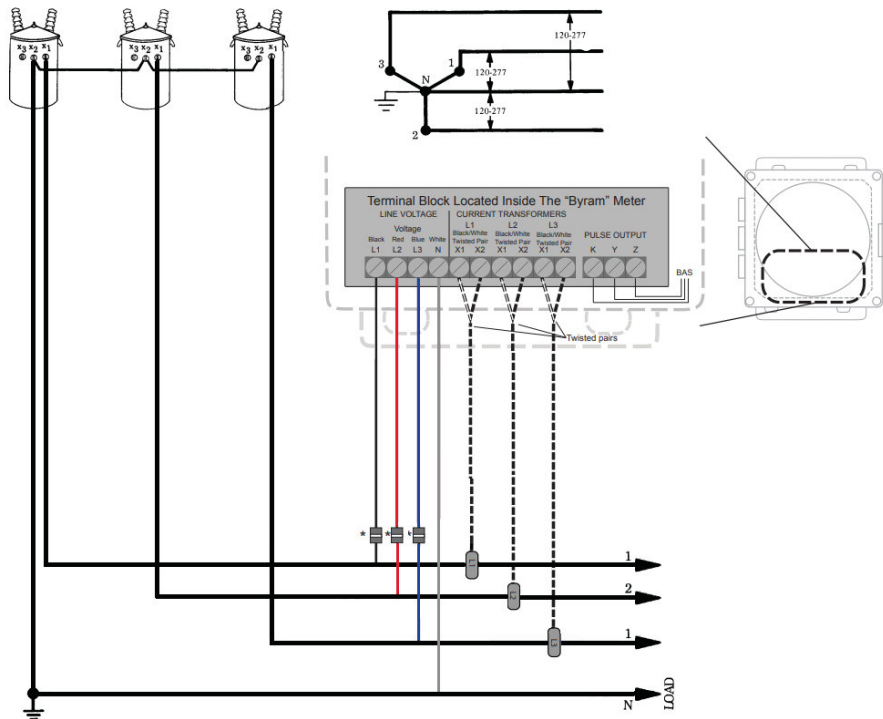 X3 X2 X1
X3 X2 X1
X3 X2 X1
120-277
3
N
1
120-277
120-277
2
Terminal Block Located Inside The "Byram" Meter
LINE VOLTAGE
CURRENT TRANSFORMERS
Voltage
L1
L2
L3
Black Red Blue White
Black/White
Twisted Pair
Black/White
Twisted Pair
Black/White
Twisted Pair
PULSE OUTPUT
L1 L2 L3 N
X1 X2
X1 X2
X1 X2
K Y Z
BAS
Twisted pairs
* * *
1
L1
2
L2
1
L3
N
LOAD